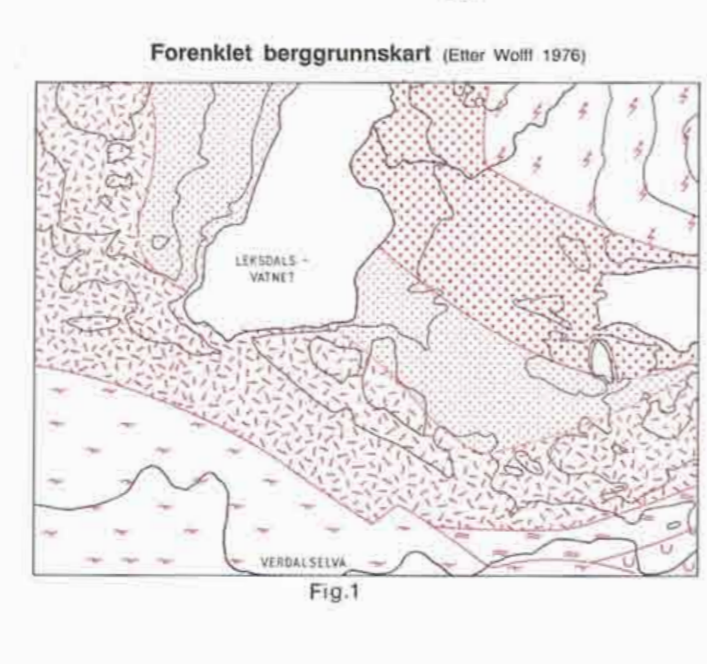 Forenklet berggrunnskart (Etter Wolff 1976)
LEKSDALS -
VATNET
VERDALSELVA
Fig.1